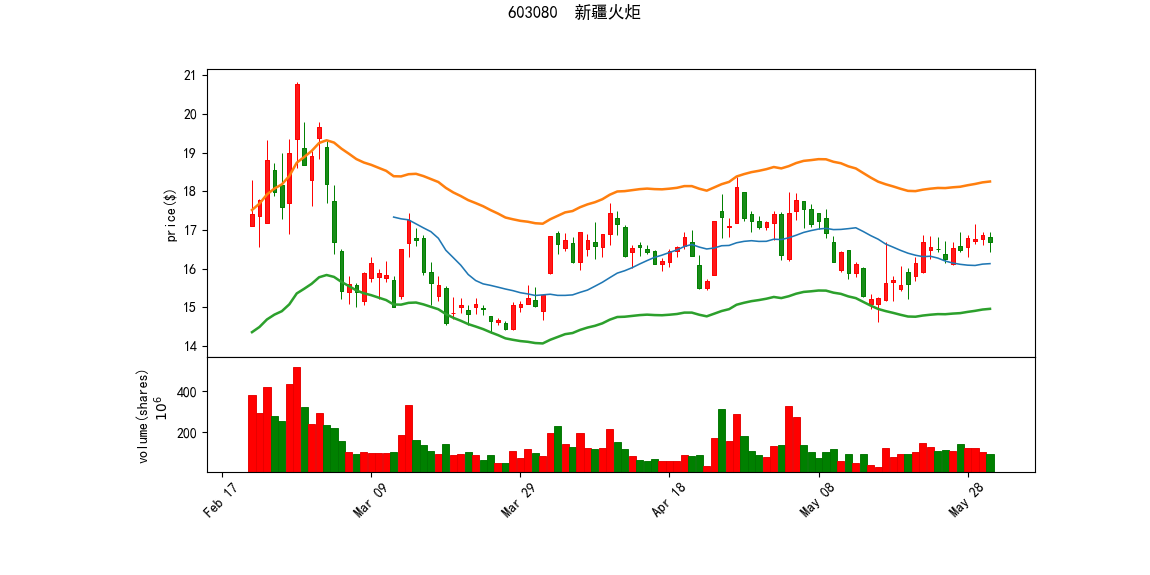 603080 新疆火炬
price($)
21
20
19
18
17
16
15
14
volume(shares)
10^6
400
200
Feb 17
Mar 09
Mar 29
Apr 18
May 08
May 28